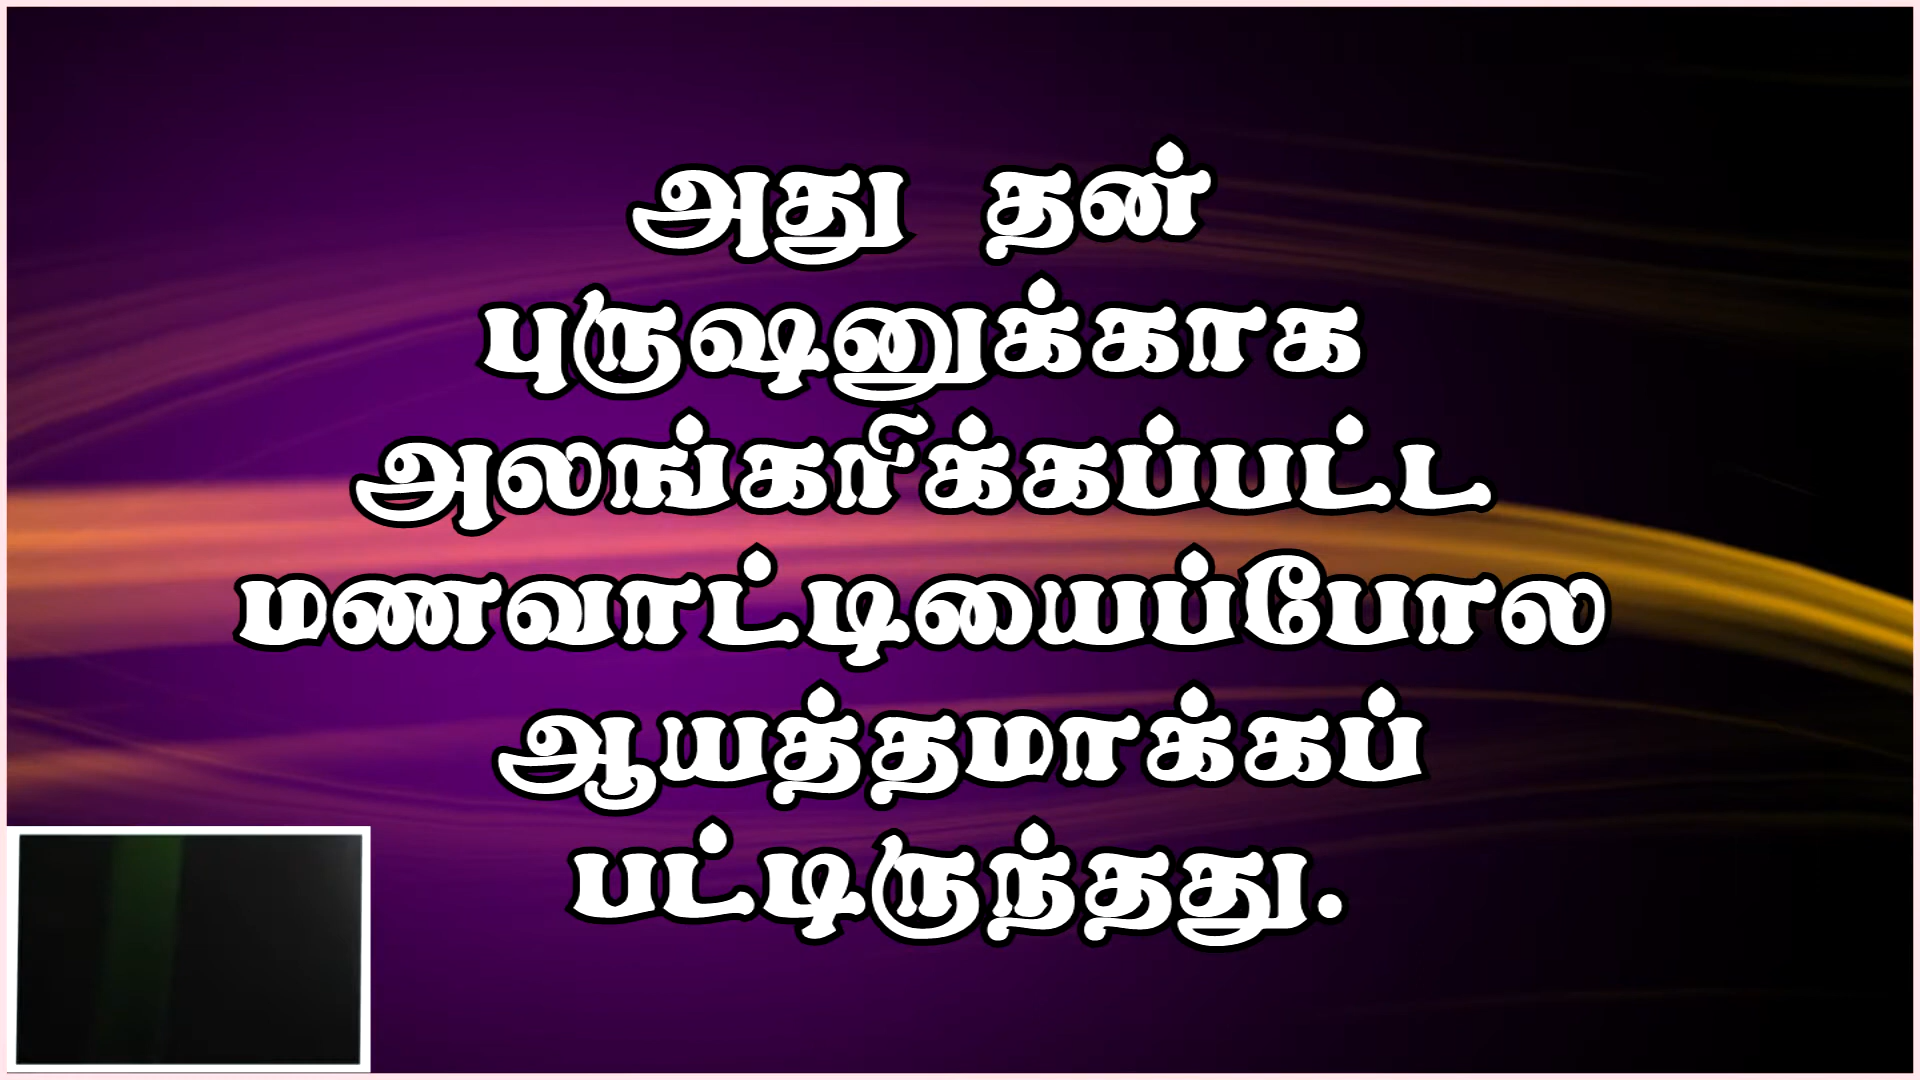 அது தன்
புருஷனுக்காக
அலங்கரிக்கப்பட்ட
மணவாட்டியைப்போல
ஆயத்தமாக்கப்
பட்டிருந்தது.